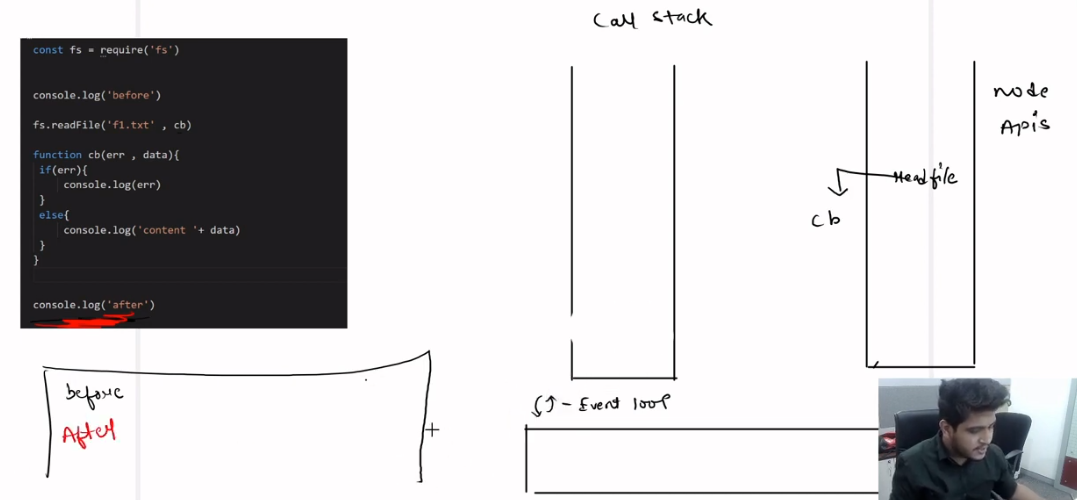 Call stack
const fs = require('fs')
console.log('before')
fs.readFile('f1.txt' , cb)
function cb(err , data){
if(err){
console.log(err)
}
else{
console.log('content '+ data)
}
}
console.log('after')
node
Apis
Readfile
cb
before
After
Event loop